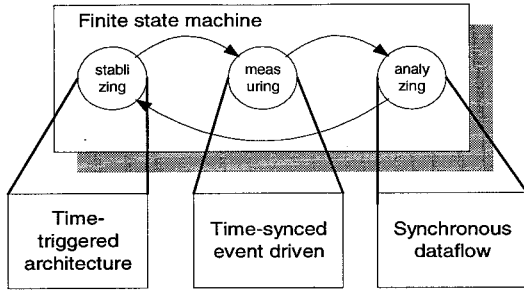 Finite state machine
stabli
zing
meas
uring
analy
zing
Time-
triggered
architecture
Time-synced
event driven
Synchronous
dataflow